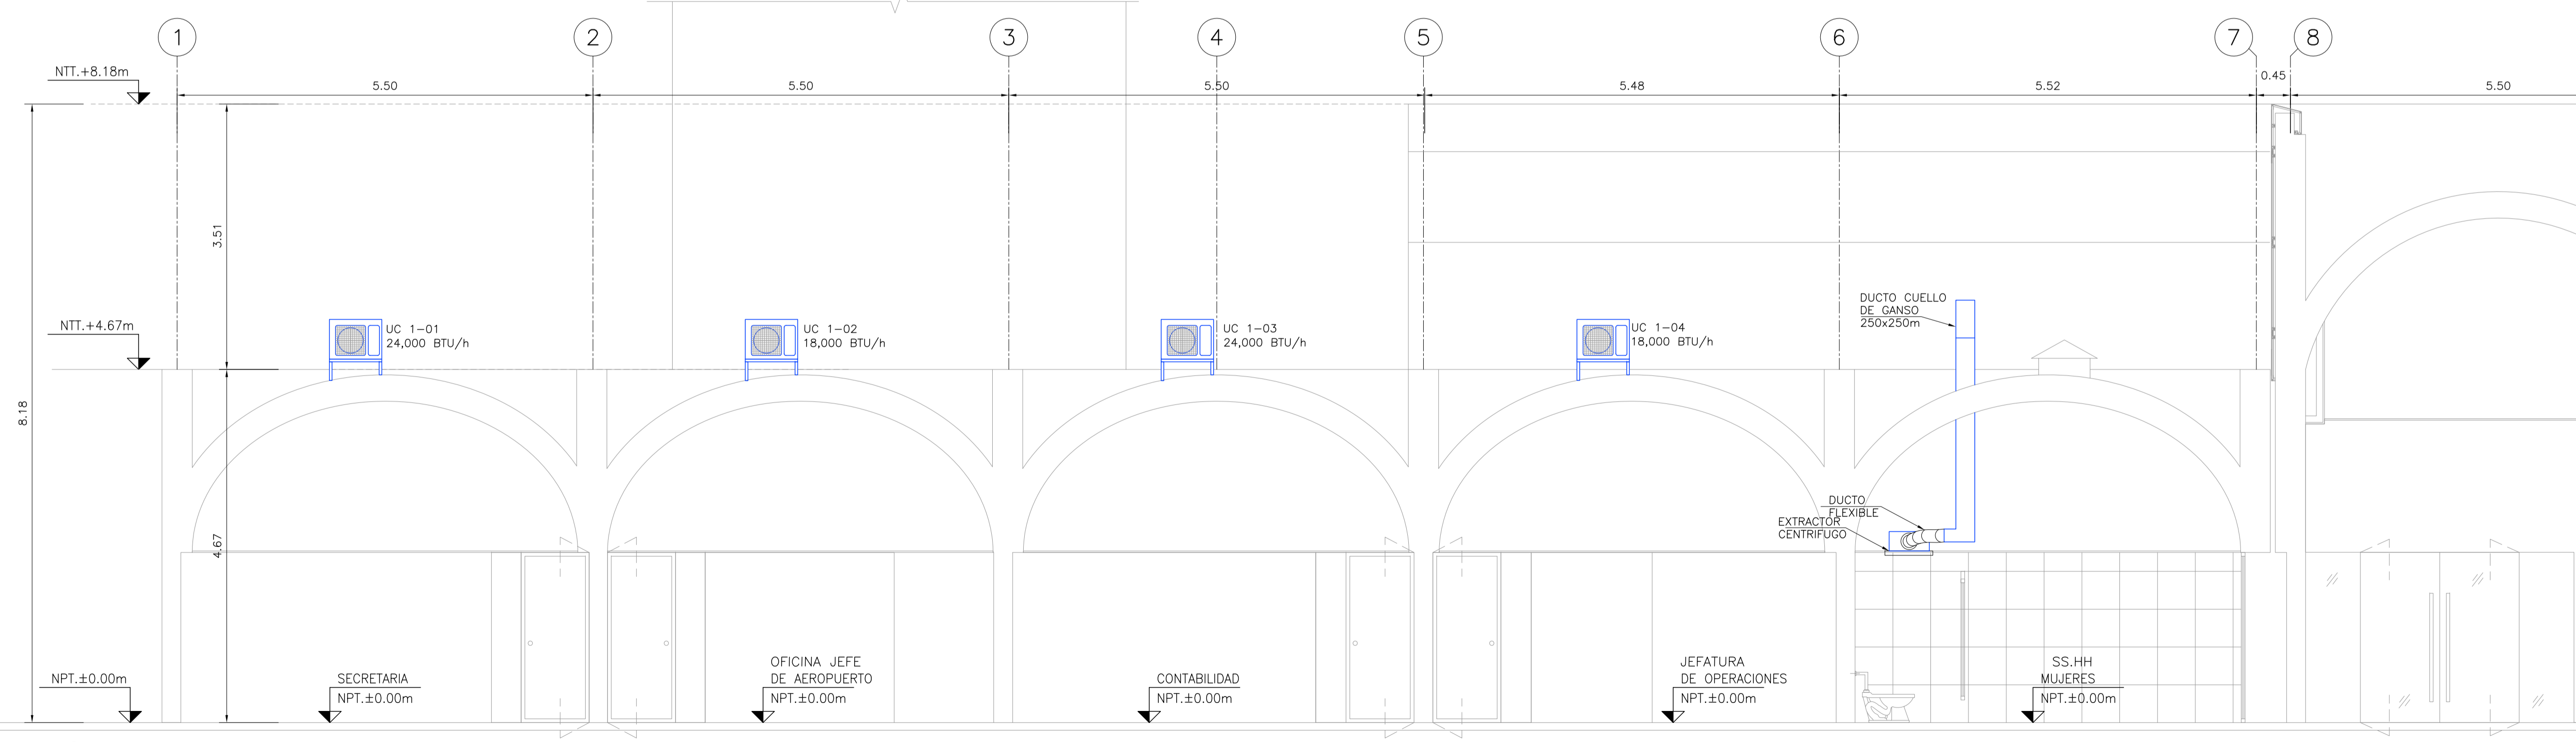 1
2
3
4
5
6
7
8
NTT.+8.18m
5.50
5.50
5.50
5.48
5.52
0.45
5.50
3.51
NTT.+4.67m
UC 1-01
24,000 BTU/h
UC 1-02
18,000 BTU/h
UC 1-03
24,000 BTU/h
UC 1-04
18,000 BTU/h
DUCTO CUELLO
DE GANSO
250x250m
8.18
4.67
DUCTO
FLEXIBLE
EXTRACTOR
CENTRIFUGO
NPT.±0.00m
SECRETARIA
NPT.±0.00m
OFICINA JEFE
DE AEROPUERTO
NPT.±0.00m
CONTABILIDAD
NPT.±0.00m
JEFATURA
DE OPERACIONES
NPT.±0.00m
SS.HH
MUJERES
NPT.±0.00m